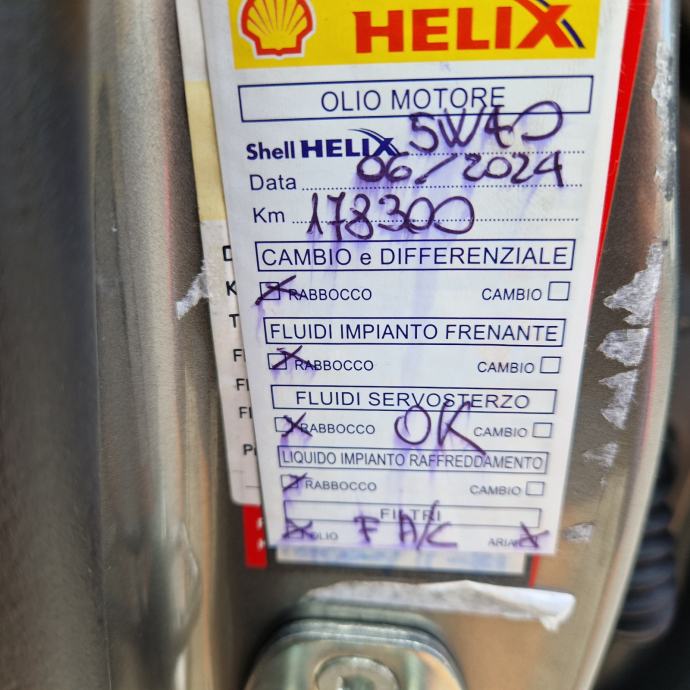 HELIX
OLIO MOTORE
Shell HELIX 5W40
Data 06/2024
Km 178300
CAMBIO e DIFFERENZIALE
RABBOCCO CAMBIO
FLUIDI IMPIANTO FRENANTE
RABBOCCO CAMBIO
FLUIDI SERVOSTERZO
RABBOCCO OK CAMBIO
LIQUIDO IMPIANTO RAFFREDDAMENTO
RABBOCCO CAMBIO
FILTRI
OLIO F A/C ARIA